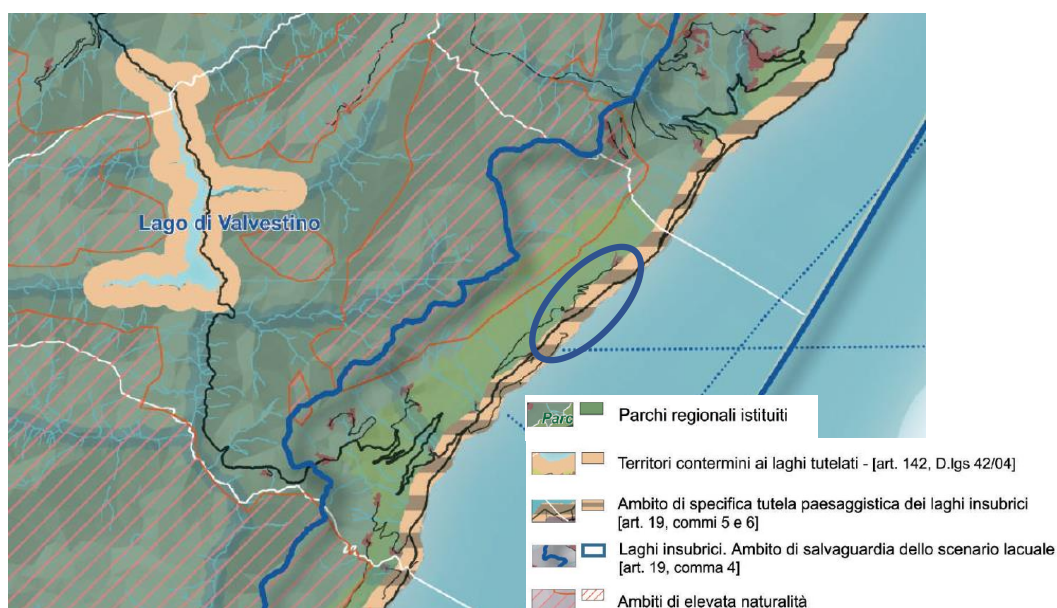 Lago di Valvestino
Parc
Parchi regionali istituiti
Territori contermini ai laghi tutelati - [art. 142, D.lgs 42/04]
Ambito di specifica tutela paesaggistica dei laghi insubrici
[art. 19, commi 5 e 6]
Laghi insubrici. Ambito di salvaguardia dello scenario lacuale
[art. 19, comma 4]
Ambiti di elevata naturalità